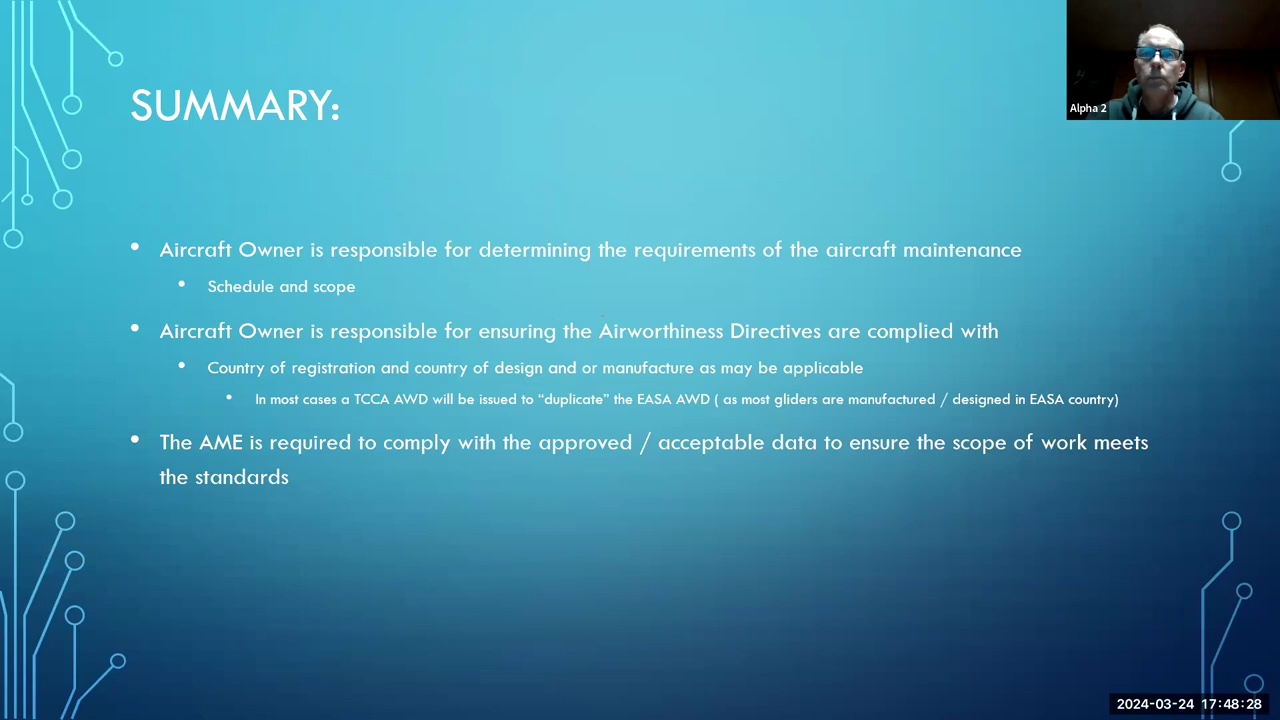 Alpha 2
SUMMARY:
• Aircraft Owner is responsible for determining the requirements of the aircraft maintenance
• Schedule and scope
• Aircraft Owner is responsible for ensuring the Airworthiness Directives are complied with
• Country of registration and country of design and or manufacture as may be applicable
• In most cases a TCCA AWD will be issued to “duplicate” the EASA AWD ( as most gliders are manufactured / designed in EASA country)
• The AME is required to comply with the approved / acceptable data to ensure the scope of work meets
the standards
2024-03-24 17:48:28